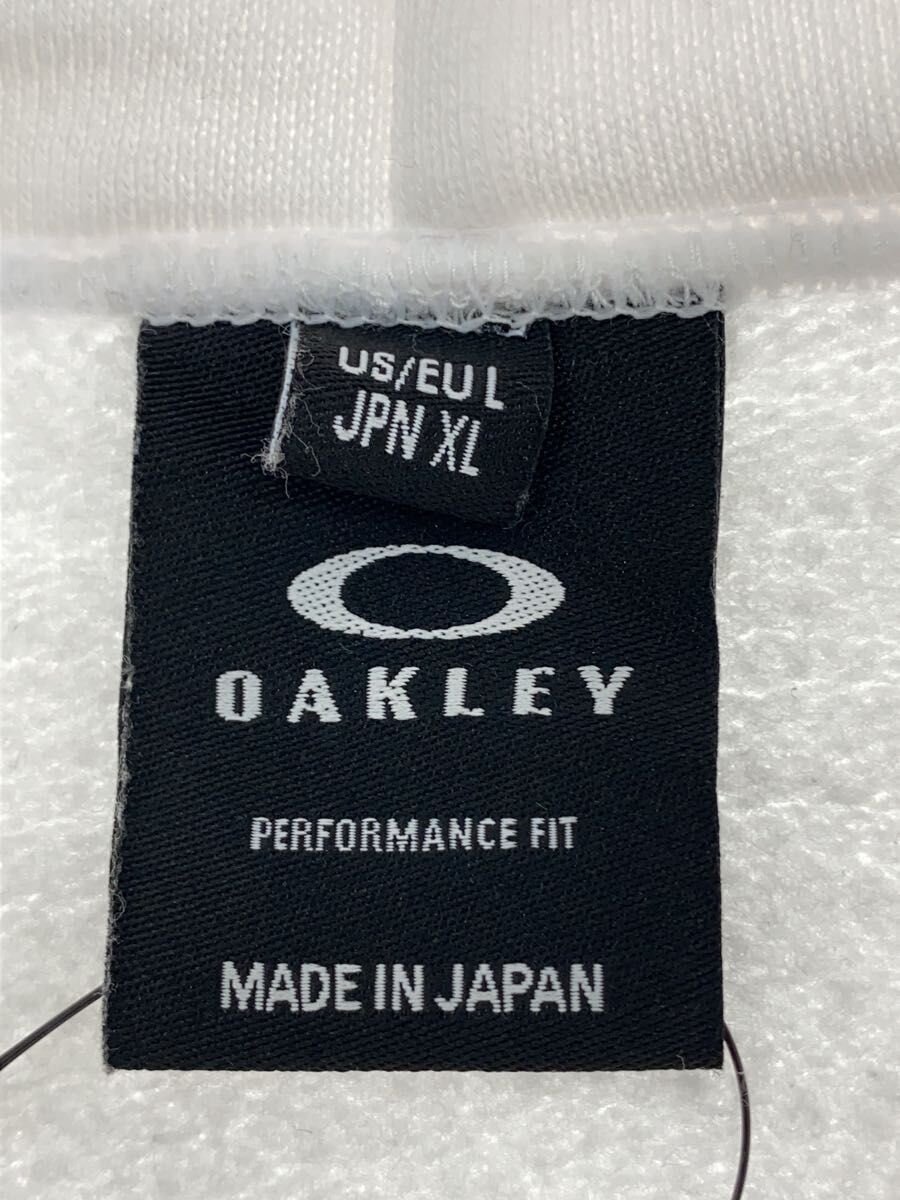 US/EU L
JPN XL
OAKLEY
PERFORMANCE FIT
MADE IN JAPAN